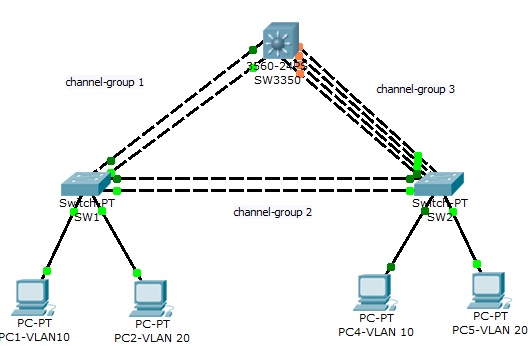 3560-24PS
SW3350
channel-group 1
channel-group 3
Switch-PT
SW1
Switch-PT
SW2
channel-group 2
PC-PT
PC1-VLAN10
PC-PT
PC2-VLAN 20
PC-PT
PC4-VLAN 10
PC-PT
PC5-VLAN 20